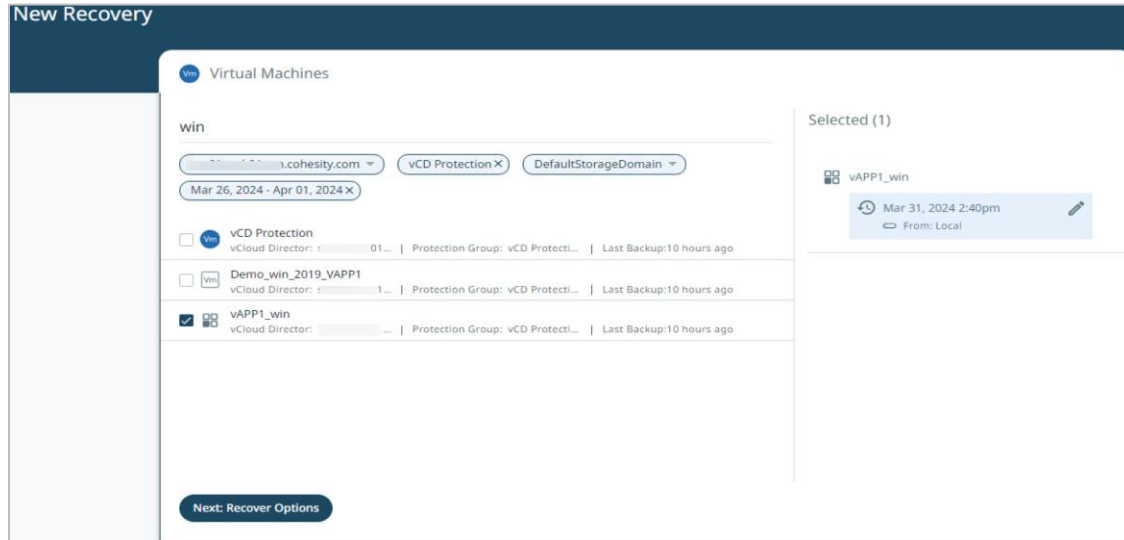 New Recovery
Vm Virtual Machines
win
.cohesity.com
vCD Protection X
DefaultStorageDomain
Mar 26, 2024 - Apr 01, 2024 X
Vm vCD Protection
vCloud Director: 01... | Protection Group: vCD Protecti... | Last Backup:10 hours ago
Vm Demo_win_2019_VAPP1
vCloud Director: 1... | Protection Group: vCD Protecti... | Last Backup:10 hours ago
vAPP1_win
vCloud Director: ... | Protection Group: vCD Protecti... | Last Backup:10 hours ago
Next: Recover Options
Selected (1)
vAPP1_win
Mar 31, 2024 2:40pm
From: Local